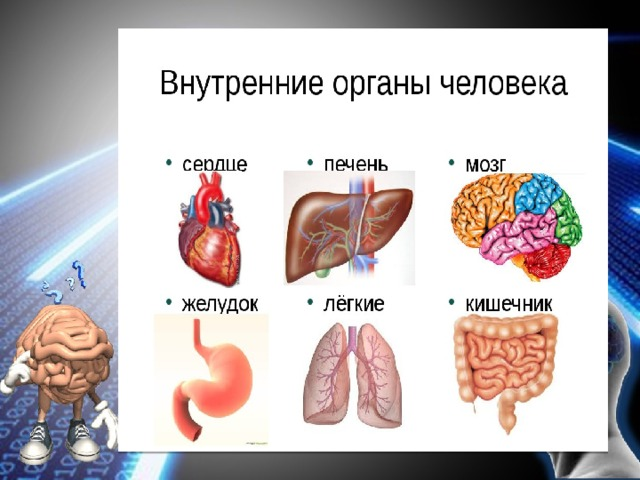 Внутренние органы человека
• сердце • печень • мозг
• желудок • лёгкие • кишечник